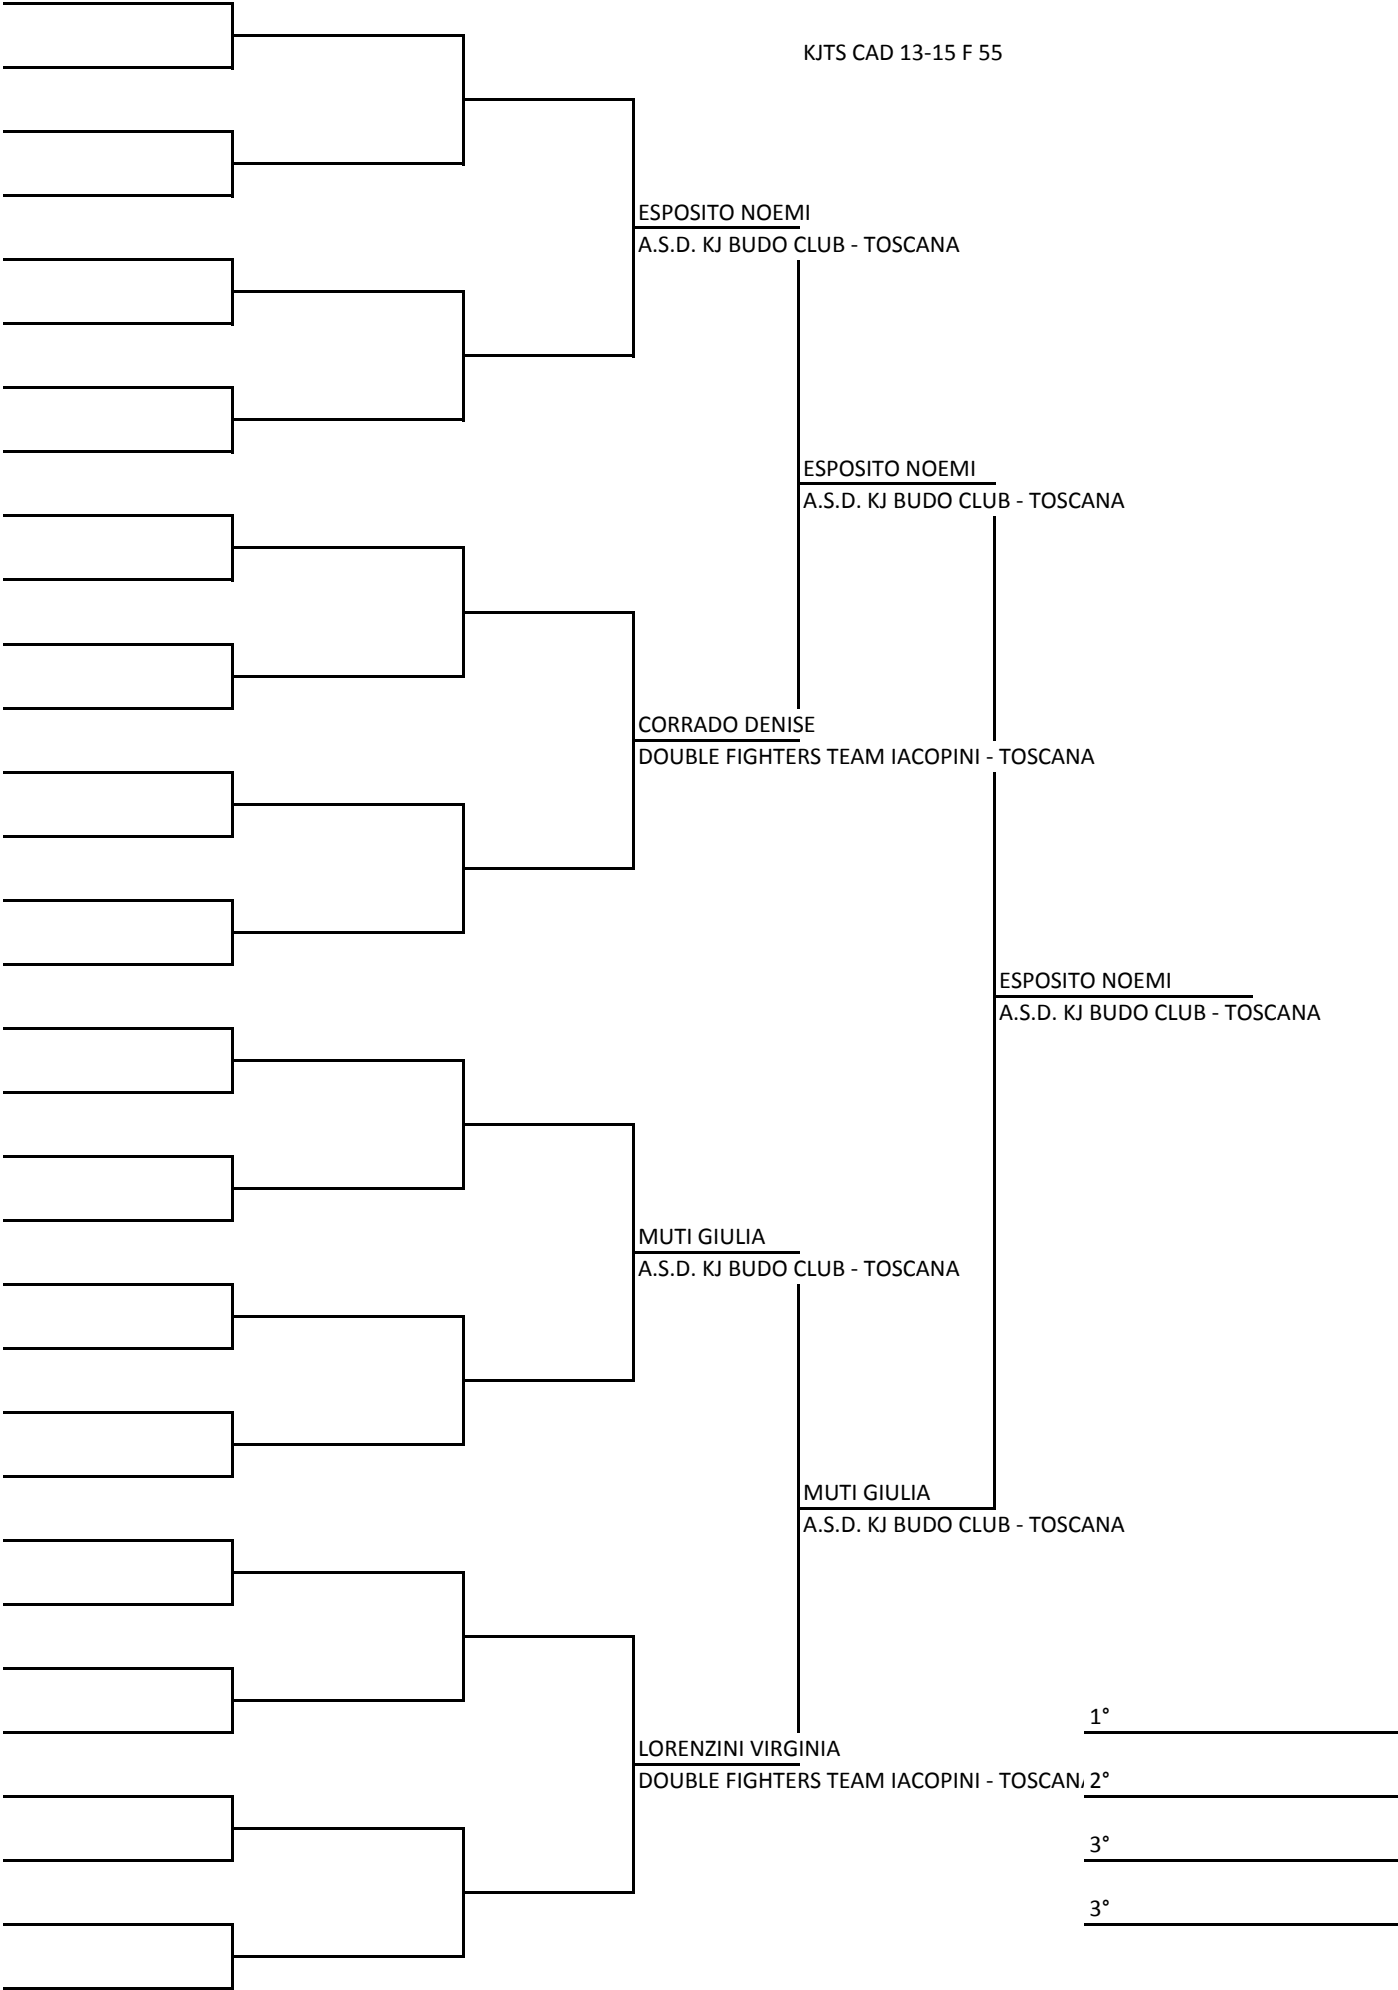 KJTS CAD 13-15 F 55
ESPOSITO NOEMI
A.S.D. KJ BUDO CLUB - TOSCANA
ESPOSITO NOEMI
A.S.D. KJ BUDO CLUB - TOSCANA
CORRADO DENISE
DOUBLE FIGHTERS TEAM IACOPINI - TOSCANA
ESPOSITO NOEMI
A.S.D. KJ BUDO CLUB - TOSCANA
MUTI GIULIA
A.S.D. KJ BUDO CLUB - TOSCANA
MUTI GIULIA
A.S.D. KJ BUDO CLUB - TOSCANA
1°
LORENZINI VIRGINIA
DOUBLE FIGHTERS TEAM IACOPINI - TOSCAN
2°
3°
3°